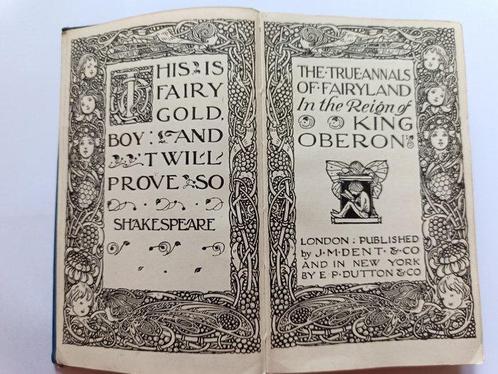 THIS IS
FAIRY
GOLD,
BOY : AND
'T WILL
PROVE SO
SHAKESPEARE
THE TRUE ANNALS
OF FAIRYLAND
In the Reign of
KING
OBERON
LONDON : PUBLISHED
by J. M. DENT & CO
AND IN NEW YORK
BY E. P. DUTTON & CO